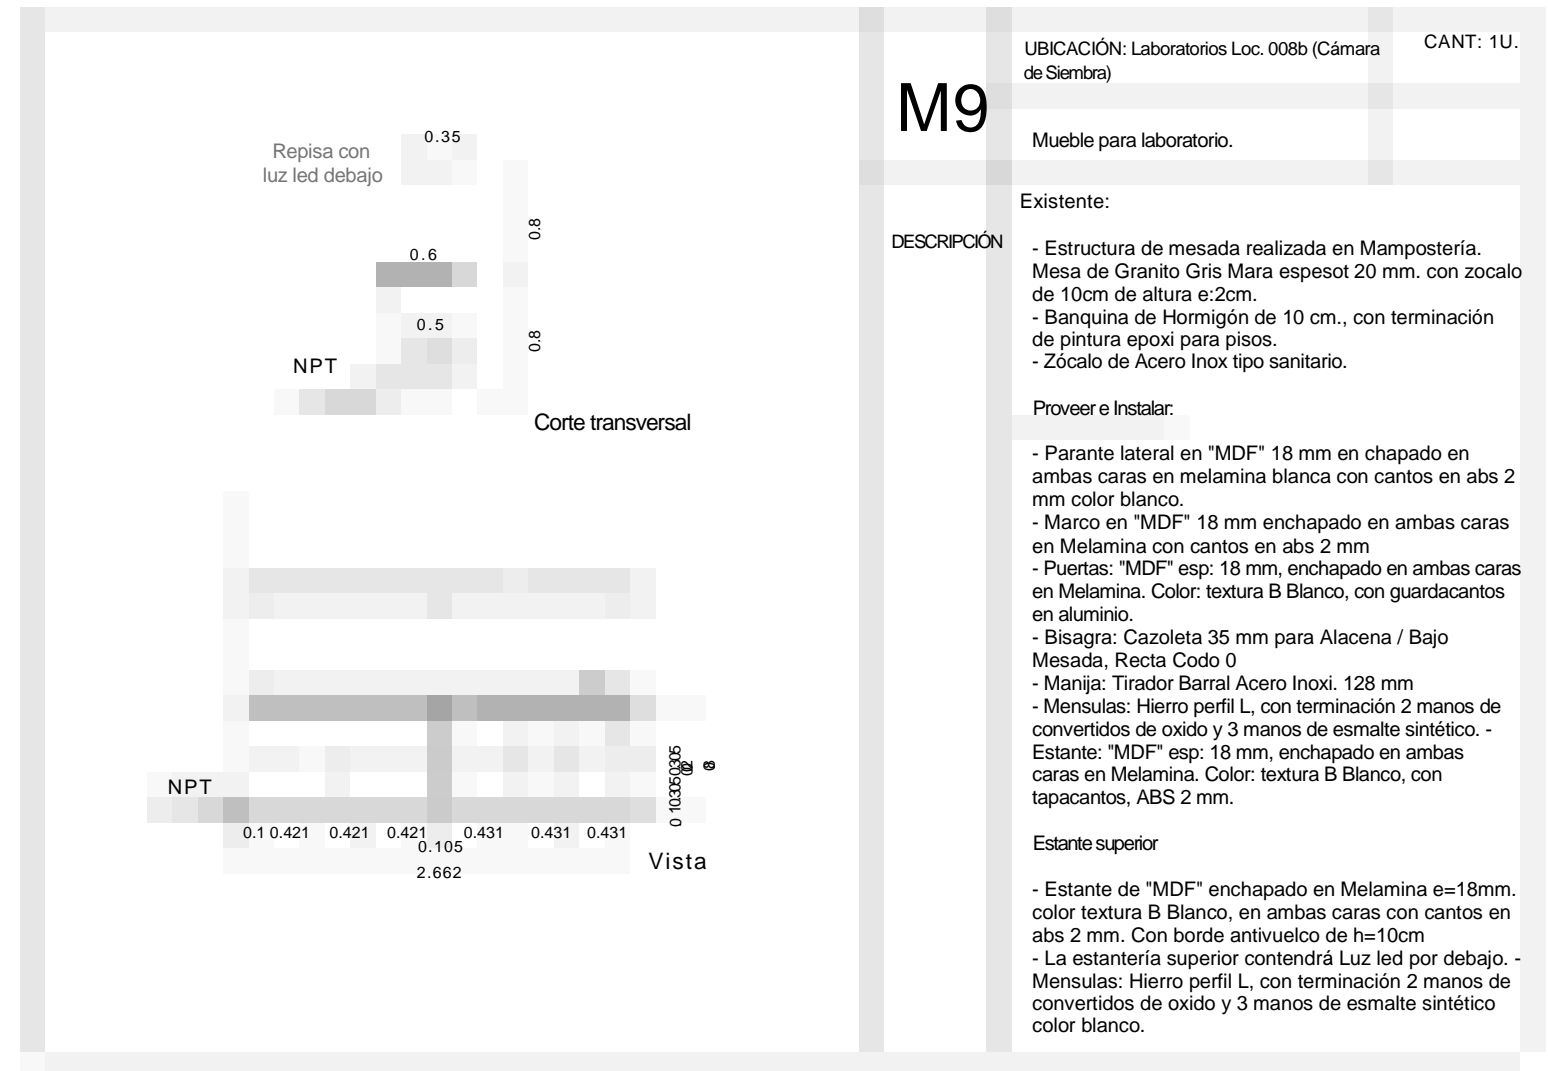 UBICACIÓN: Laboratorios Loc. 008b (Cámara
de Siembra)
CANT: 1U.
M9
Mueble para laboratorio.
Repisa con
luz led debajo
0.35
0.8
0.6
0.5
0.8
NPT
Corte transversal
DESCRIPCIÓN
Existente:
- Estructura de mesada realizada en Mampostería.
Mesa de Granito Gris Mara espesot 20 mm. con zocalo
de 10cm de altura e:2cm.
- Banquina de Hormigón de 10 cm., con terminación
de pintura epoxi para pisos.
- Zócalo de Acero Inox tipo sanitario.
Proveer e Instalar:
- Parante lateral en "MDF" 18 mm en chapado en
ambas caras en melamina blanca con cantos en abs 2
mm color blanco.
- Marco en "MDF" 18 mm enchapado en ambas caras
en Melamina con cantos en abs 2 mm
- Puertas: "MDF" esp: 18 mm, enchapado en ambas caras
en Melamina. Color: textura B Blanco, con guardacantos
en aluminio.
- Bisagra: Cazoleta 35 mm para Alacena / Bajo
Mesada, Recta Codo 0
- Manija: Tirador Barral Acero Inoxi. 128 mm
- Mensulas: Hierro perfil L, con terminación 2 manos de
convertidos de oxido y 3 manos de esmalte sintético. -
Estante: "MDF" esp: 18 mm, enchapado en ambas
caras en Melamina. Color: textura B Blanco, con
tapacantos, ABS 2 mm.
Estante superior
- Estante de "MDF" enchapado en Melamina e=18mm.
color textura B Blanco, en ambas caras con cantos en
abs 2 mm. Con borde antivuelco de h=10cm
- La estantería superior contendrá Luz led por debajo. -
Mensulas: Hierro perfil L, con terminación 2 manos de
convertidos de oxido y 3 manos de esmalte sintético
color blanco.
NPT
0.1 0.421 0.421 0.421 0.431 0.431 0.431
0.105
2.662
Vista